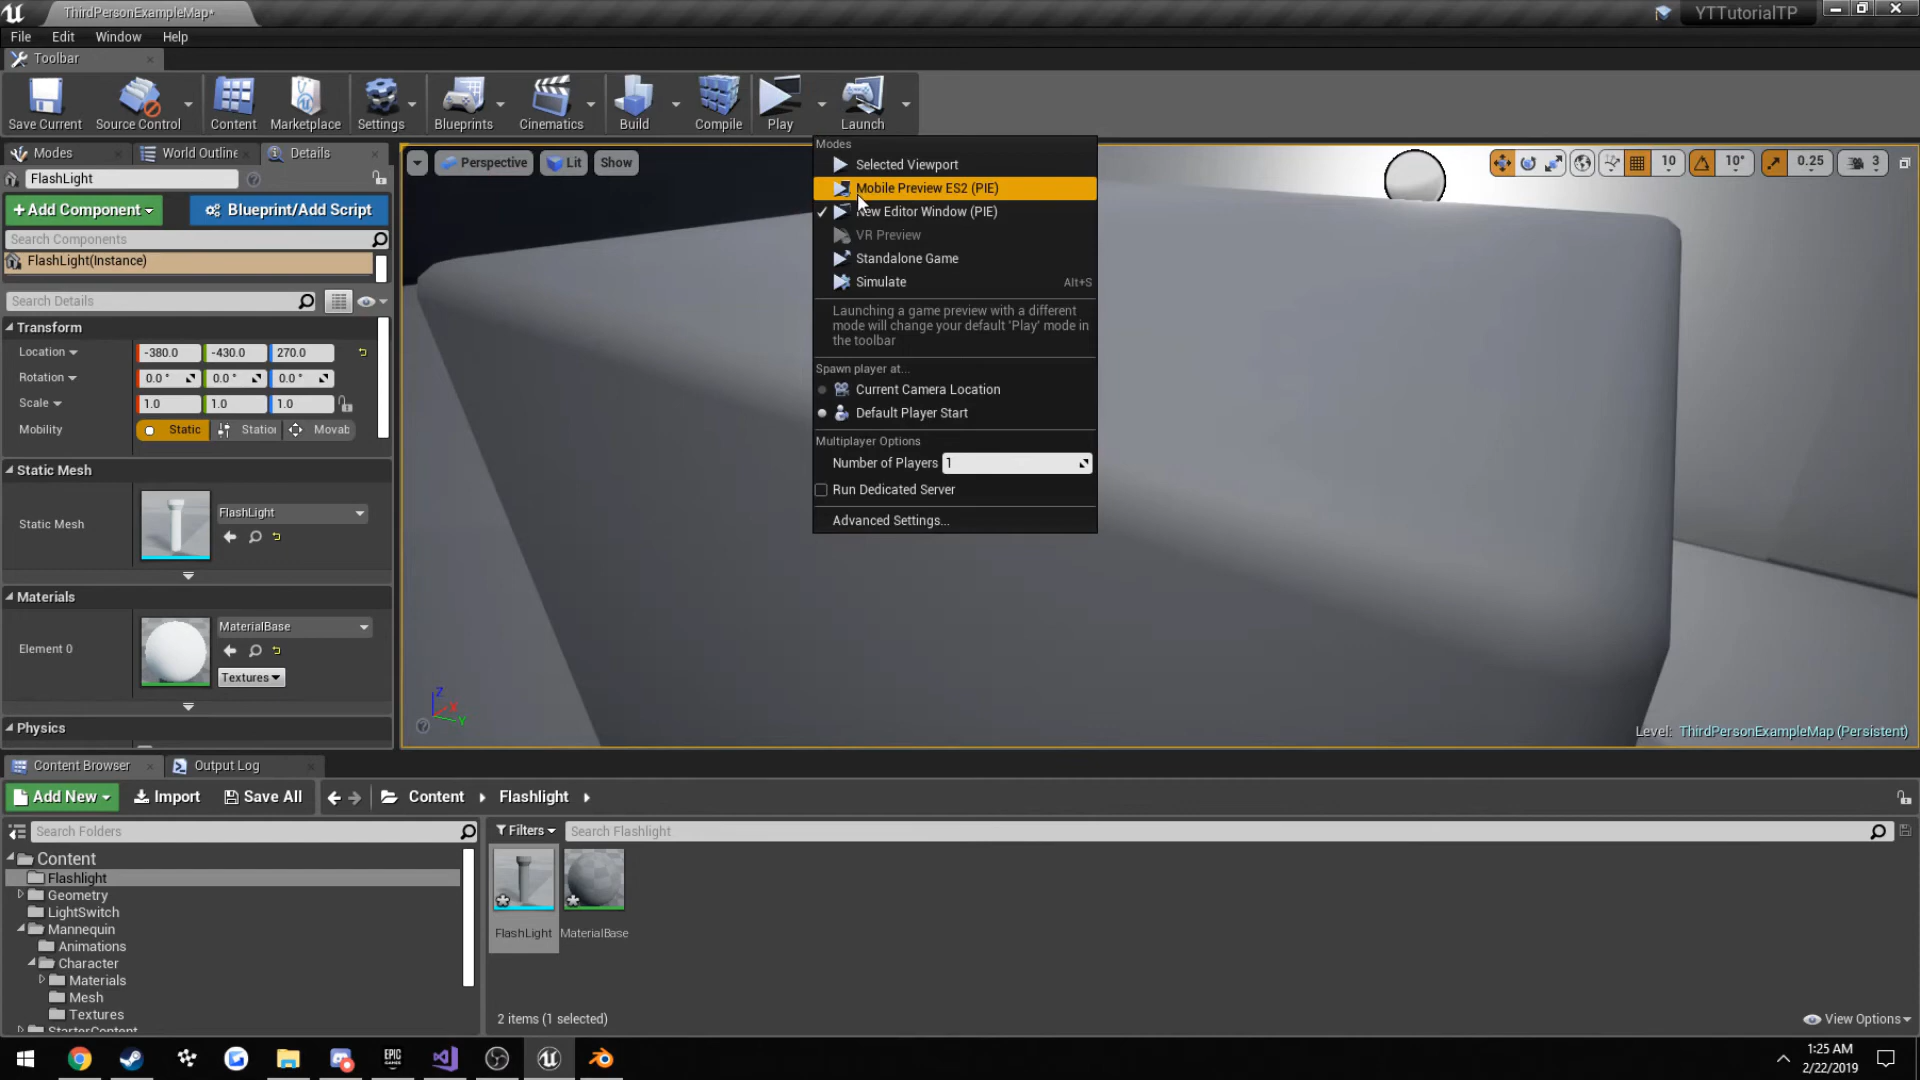 ThirdPersonExampleMap*
YTTutorialTP
File Edit Window Help
Toolbar
Save Current Source Control Content Marketplace Settings Blueprints Cinematics Build Compile Play Launch
Modes World Outline Details
FlashLight
+ Add Component Blueprint/Add Script
Search Components
FlashLight(Instance)
Search Details
Transform
Location -380.0 -430.0 270.0
Rotation 0.0 ° 0.0 ° 0.0 °
Scale 1.0 1.0 1.0
Mobility Static Station Movab
Static Mesh
Static Mesh FlashLight
Materials
Element 0 MaterialBase
Textures
Physics
Perspective Lit Show
10 10° 0.25 3
Modes
Selected Viewport
Mobile Preview ES2 (PIE)
New Editor Window (PIE)
VR Preview
Standalone Game
Simulate Alt+S
Launching a game preview with a different
mode will change your default 'Play' mode in
the toolbar
Spawn player at...
Current Camera Location
Default Player Start
Multiplayer Options
Number of Players 1
Run Dedicated Server
Advanced Settings...
Z X Y
Level: ThirdPersonExampleMap (Persistent)
Content Browser Output Log
Add New Import Save All Content Flashlight
Search Folders
Filters Search Flashlight
Content
Flashlight
Geometry
LightSwitch
Mannequin
Animations
Character
Materials
Mesh
Textures
StarterContent
FlashLight MaterialBase
2 items (1 selected)
View Options
EPIC
GAMES
1:25 AM
2/22/2019